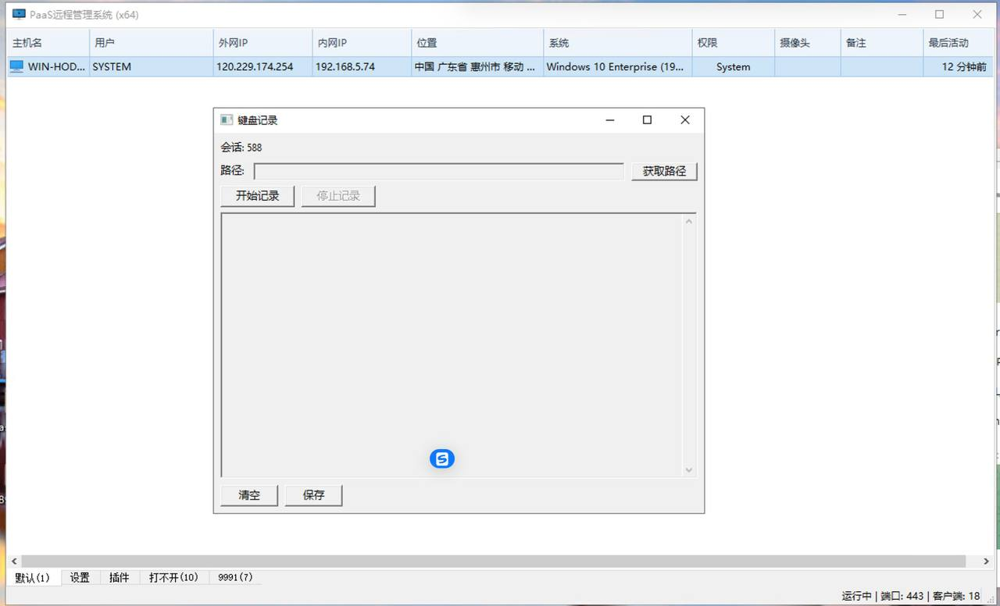 PaaS远程管理系统 (x64)
主机名 用户 外网IP 内网IP 位置 系统 权限 摄像头 备注 最后活动
WIN-HOD... SYSTEM 120.229.174.254 192.168.5.74 中国 广东省 惠州市 移动 ... Windows 10 Enterprise (19... System 12 分钟前
键盘记录
会话: 588
路径: 获取路径
开始记录 停止记录
清空 保存
默认(1) 设置 插件 打不开(10) 9991(7)
运行中 | 端口: 443 | 客户端: 18